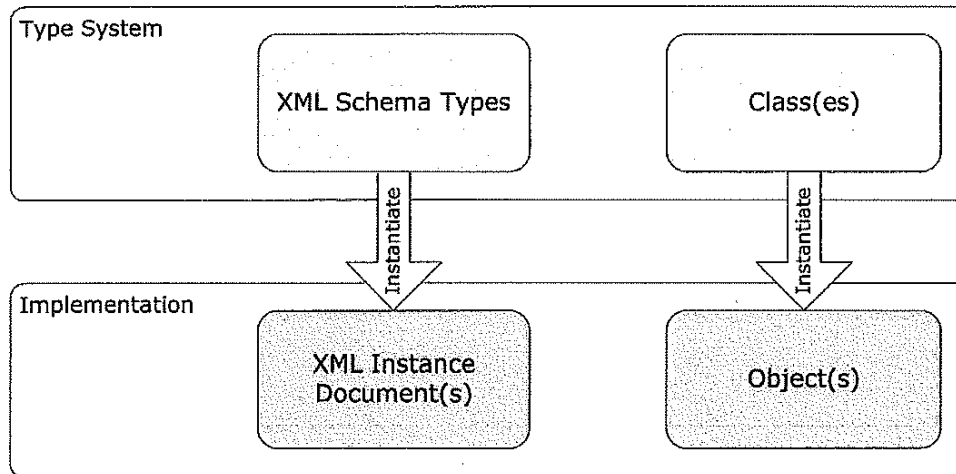 Type System
XML Schema Types
Class(es)
Instantiate
Instantiate
Implementation
XML Instance
Document(s)
Object(s)